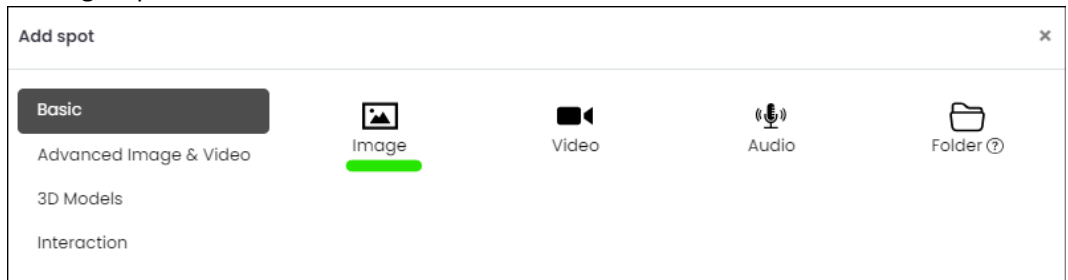 Add spot ×
Basic
Image Video Audio Folder ?
Advanced Image & Video
3D Models
Interaction